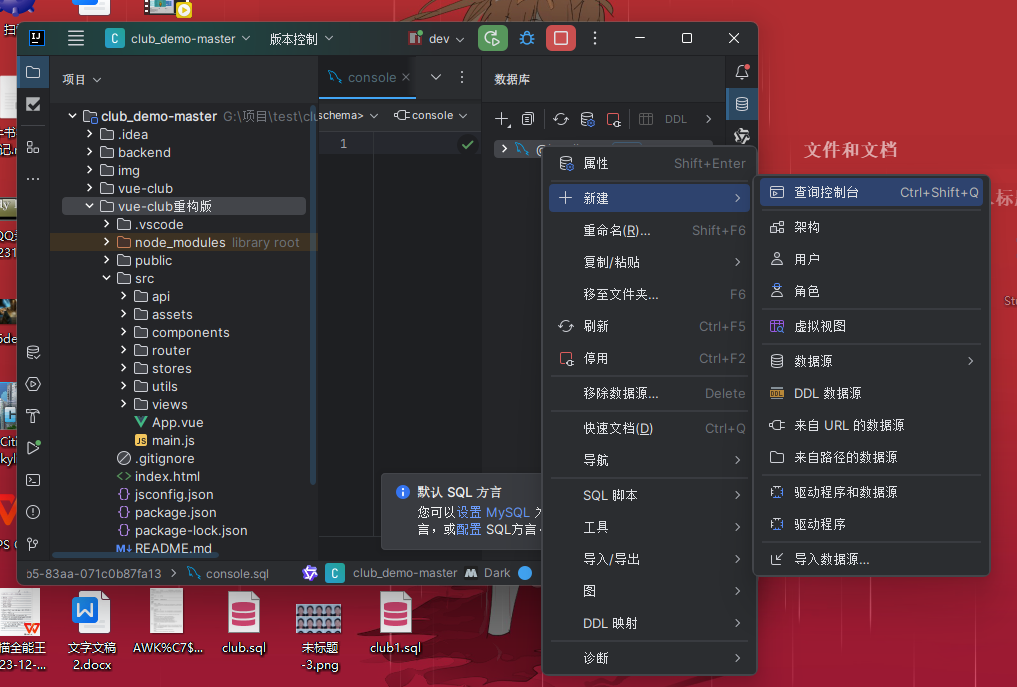 club_demo-master
版本控制
dev
项目
console
数据库
club_demo-master G:\项目\test\clu
schema>
console
DDL
.idea
1
backend
img
vue-club
vue-club重构版
.vscode
node_modules library root
public
src
api
assets
components
router
stores
utils
views
App.vue
main.js
.gitignore
index.html
jsconfig.json
package.json
package-lock.json
README.md
默认 SQL 方言
您可以设置 MySQL 为
言，或配置 SQL方言。
b5-83aa-071c0b87fa13
console.sql
club_demo-master
Dark
属性 Shift+Enter
新建
重命名(R)... Shift+F6
复制/粘贴
移至文件夹... F6
刷新 Ctrl+F5
停用 Ctrl+F2
移除数据源... Delete
快速文档(D) Ctrl+Q
导航
SQL 脚本
工具
导入/导出
图
DDL 映射
诊断
文件和文档
查询控制台 Ctrl+Shift+Q
架构
用户
角色
虚拟视图
数据源
DDL 数据源
来自 URL 的数据源
来自路径的数据源
驱动程序和数据源
驱动程序
导入数据源...
标
描全能王
23-12-...
文字文稿
2.docx
AWK%C7$...
club.sql
未标题
-3.png
club1.sql